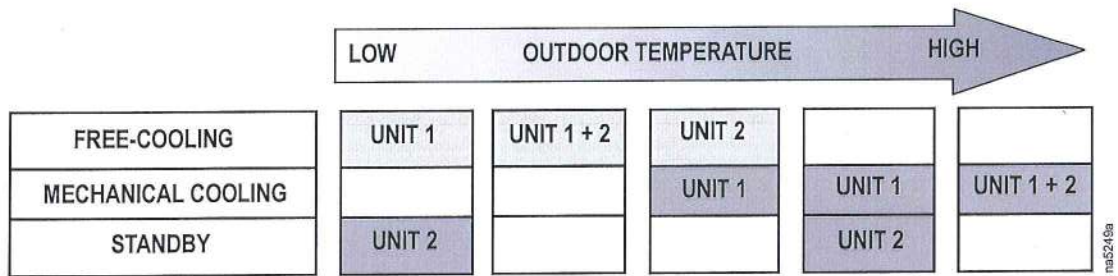 LOW OUTDOOR TEMPERATURE HIGH
FREE-COOLING UNIT 1 UNIT 1 + 2 UNIT 2
MECHANICAL COOLING UNIT 1 UNIT 1 UNIT 1 + 2
STANDBY UNIT 2 UNIT 2
na5249a